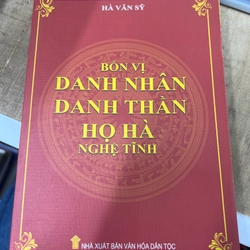 HÀ VĂN SỸ
BỐN VỊ
DANH NHÂN
DANH THẦN
HỌ HÀ
NGHỆ TĨNH
NHÀ XUẤT BẢN VĂN HÓA DÂN TỘC